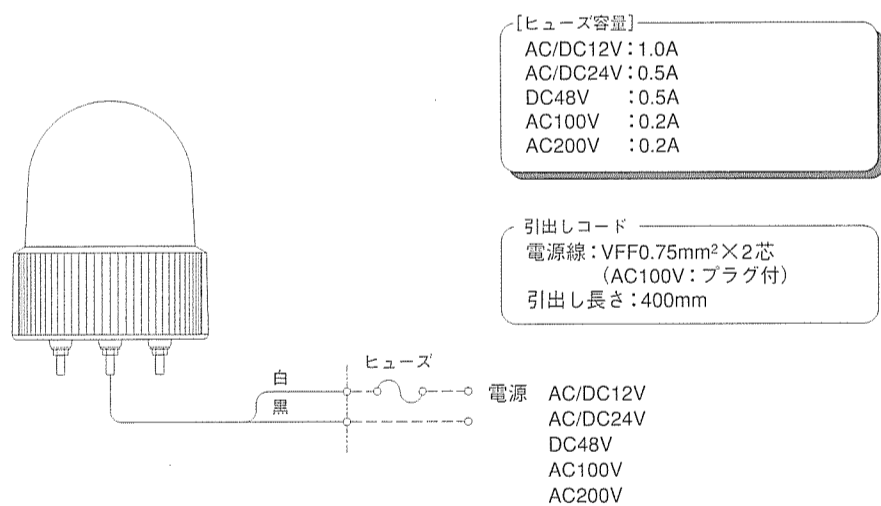 [ヒューズ容量]
AC/DC12V:1.0A
AC/DC24V:0.5A
DC48V :0.5A
AC100V :0.2A
AC200V :0.2A
引出しコード
電源線:VFF0.75mm²×2芯
(AC100V:プラグ付)
引出し長さ:400mm
ヒューズ
白
黒
電源 AC/DC12V
AC/DC24V
DC48V
AC100V
AC200V